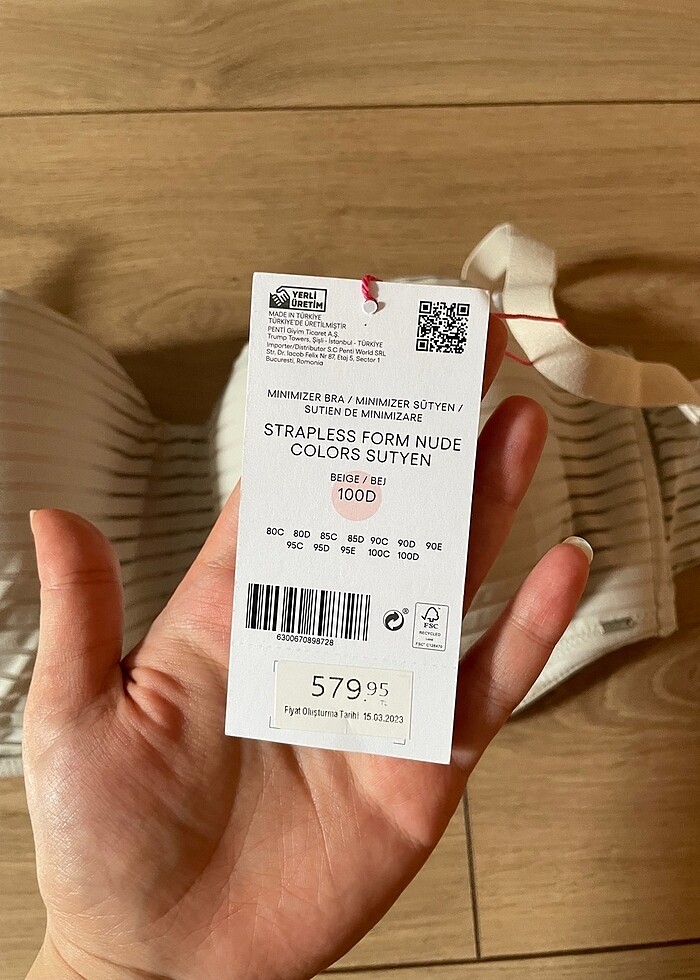 YERLİ
ÜRETİM
MADE IN TÜRKİYE
TÜRKİYE'DE ÜRETİLMİŞTİR
PENTİ Giyim Ticaret A.Ş.
Trump Towers, Şişli - İstanbul - TÜRKİYE
Importer/Distributor S.C Penti World SRL
Str. Dr. Iacob Felix Nr 87, Etaj 5, Sector 1
Bucuresti, Romania
MINIMIZER BRA / MINIMIZER SÜTYEN /
SUTIEN DE MINIMIZARE
STRAPLESS FORM NUDE
COLORS SUTYEN
BEIGE / BEJ
100D
80C 80D 85C 85D 90C 90D 90E
95C 95D 95E 100C 100D
6300670898728
®
FSC
RECYCLED
579.95
TL
Fiyat Oluşturma Tarihi 15.03.2023